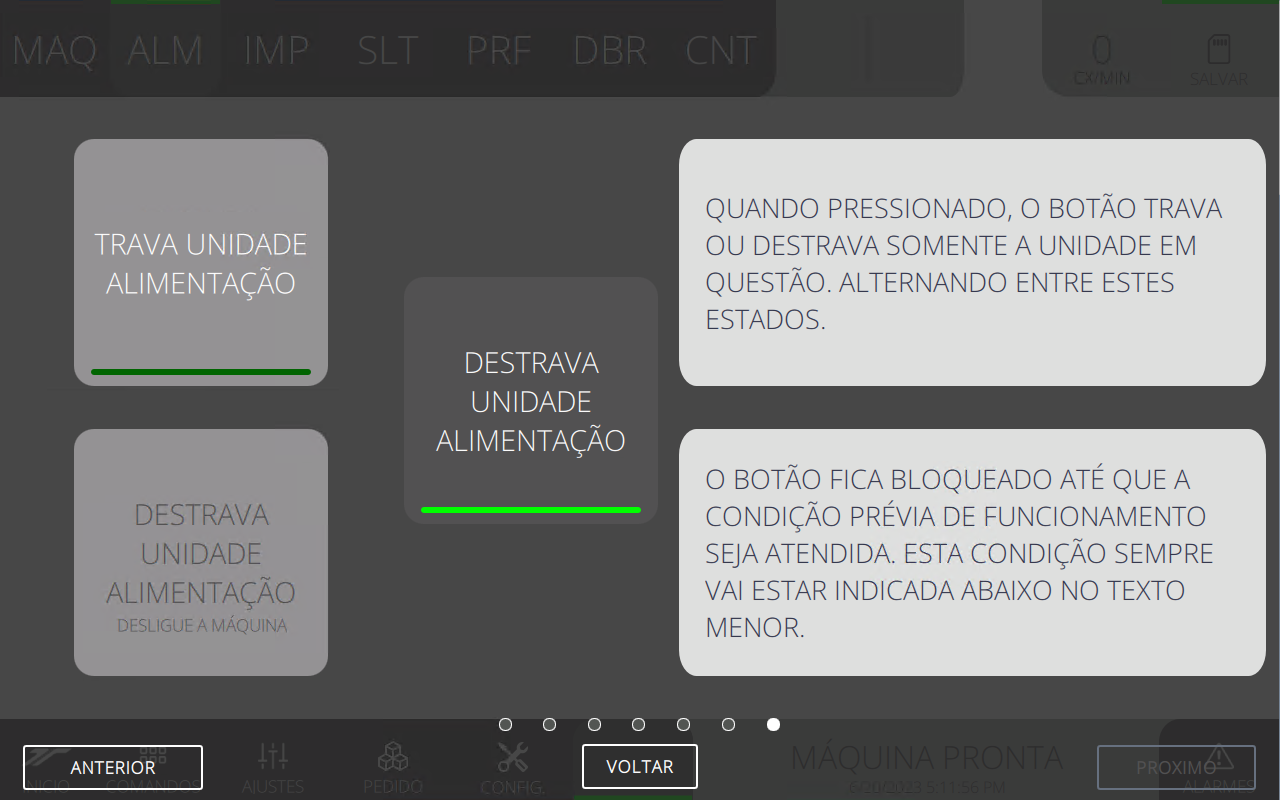 MAQ ALM IMP SLT PRF DBR CNT
0
CX/MIN
SALVAR
TRAVA UNIDADE
ALIMENTAÇÃO
DESTRAVA
UNIDADE
ALIMENTAÇÃO
QUANDO PRESSIONADO, O BOTÃO TRAVA
OU DESTRAVA SOMENTE A UNIDADE EM
QUESTÃO. ALTERNANDO ENTRE ESTES
ESTADOS.
DESTRAVA
UNIDADE
ALIMENTAÇÃO
DESLIGUE A MÁQUINA
O BOTÃO FICA BLOQUEADO ATÉ QUE A
CONDIÇÃO PRÉVIA DE FUNCIONAMENTO
SEJA ATENDIDA. ESTA CONDIÇÃO SEMPRE
VAI ESTAR INDICADA ABAIXO NO TEXTO
MENOR.
ANTERIOR
VOLTAR
PROXIMO
INICIO COMANDOS AJUSTES PEDIDO CONFIG.
MÁQUINA PRONTA
6/20/2023 5:11:56 PM
ALARMES